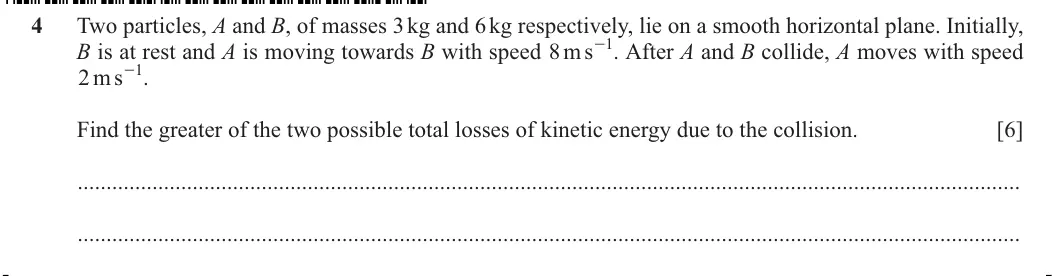 4 Two particles, A and B, of masses 3 kg and 6 kg respectively, lie on a smooth horizontal plane. Initially,
B is at rest and A is moving towards B with speed 8 m s⁻¹. After A and B collide, A moves with speed
2 m s⁻¹.
Find the greater of the two possible total losses of kinetic energy due to the collision. [6]